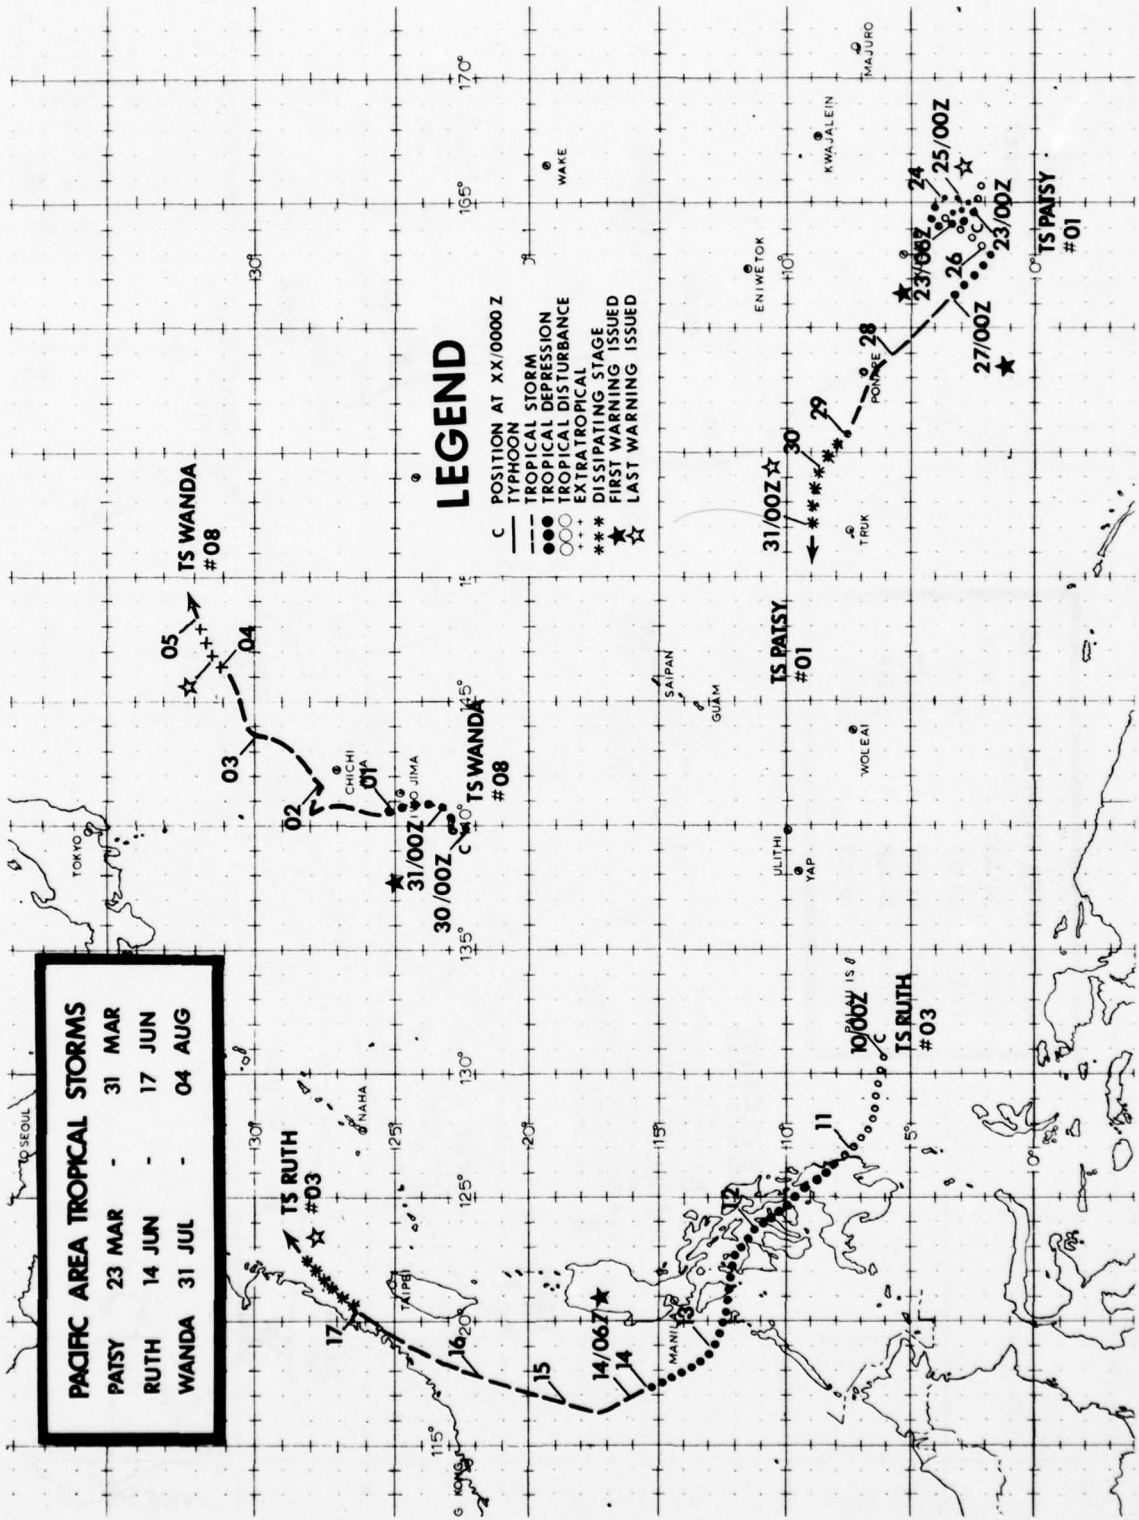 PACIFIC AREA TROPICAL STORMS
PATSY 23 MAR - 31 MAR
RUTH 14 JUN - 17 JUN
WANDA 31 JUL - 04 AUG
LEGEND
C POSITION AT XX/0000 Z
TYPHOON
TROPICAL STORM
TROPICAL DEPRESSION
TROPICAL DISTURBANCE
+++ EXTRATROPICAL
*** DISSIPATING STAGE
★ FIRST WARNING ISSUED
☆ LAST WARNING ISSUED
SEOUL
TOKYO
30°
30°
TS RUTH
#03
17
NAHA
25°
TAIPEI
16
15
14/06Z
14
13
MANILA
12
11
10/00Z
C
TS RUTH
#03
G KONG
115°
20°
125°
130°
135°
20°
15°
10°
5°
0°
TS WANDA
#08
05
04
03
02
01
CHICHI
IWO JIMA
31/00Z
30/00Z
C
140°
145°
TS WANDA
#08
WAKE
165°
170°
SAIPAN
GUAM
ULITHI
YAP
WOLEAI
TRUK
PONAPE
ENIWETOK
KWAJALEIN
MAJURO
10°
0°
TS PATSY
#01
31/00Z
30
29
28
27/00Z
26
23/06Z
24
25/00Z
C
23/00Z
TS PATSY
#01